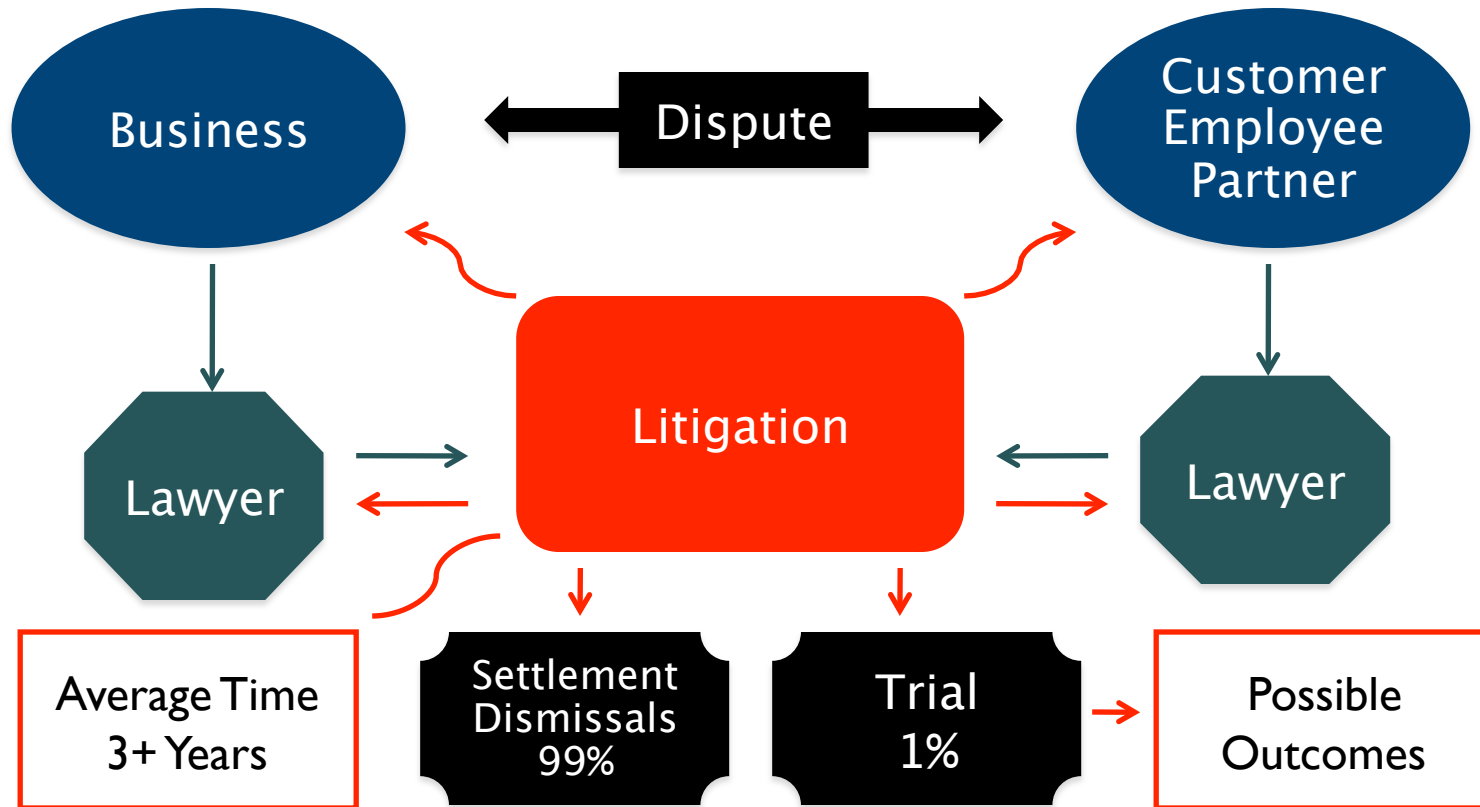 Business
Dispute
Customer
Employee
Partner
Litigation
Lawyer
Lawyer
Average Time
3+ Years
Settlement
Dismissals
99%
Trial
1%
Possible
Outcomes